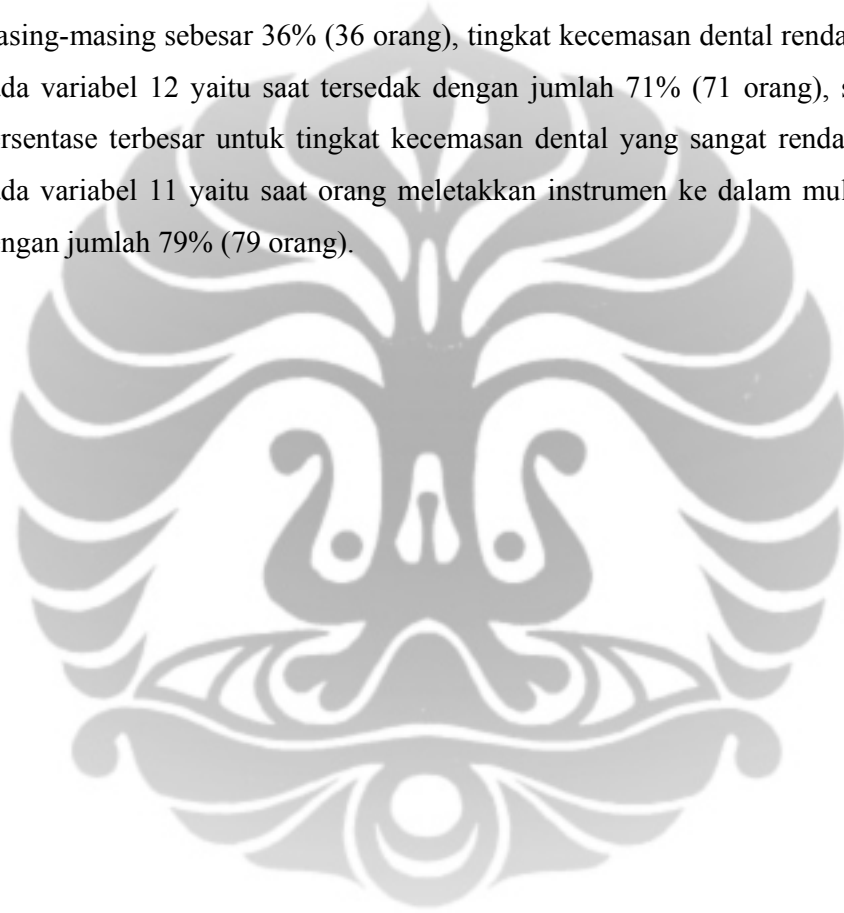 asing-masing sebesar 36% (36 orang), tingkat kecemasan dental renda
da variabel 12 yaitu saat tersedak dengan jumlah 71% (71 orang), s
rsentase terbesar untuk tingkat kecemasan dental yang sangat renda
da variabel 11 yaitu saat orang meletakkan instrumen ke dalam mul
ngan jumlah 79% (79 orang).